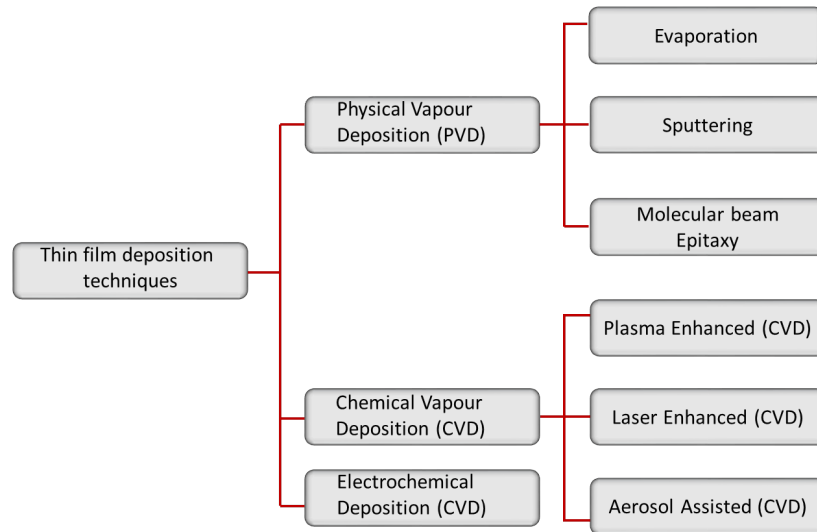 Evaporation
Physical Vapour
Deposition (PVD)
Sputtering
Molecular beam
Epitaxy
Thin film deposition
techniques
Plasma Enhanced (CVD)
Chemical Vapour
Deposition (CVD)
Laser Enhanced (CVD)
Electrochemical
Deposition (CVD)
Aerosol Assisted (CVD)